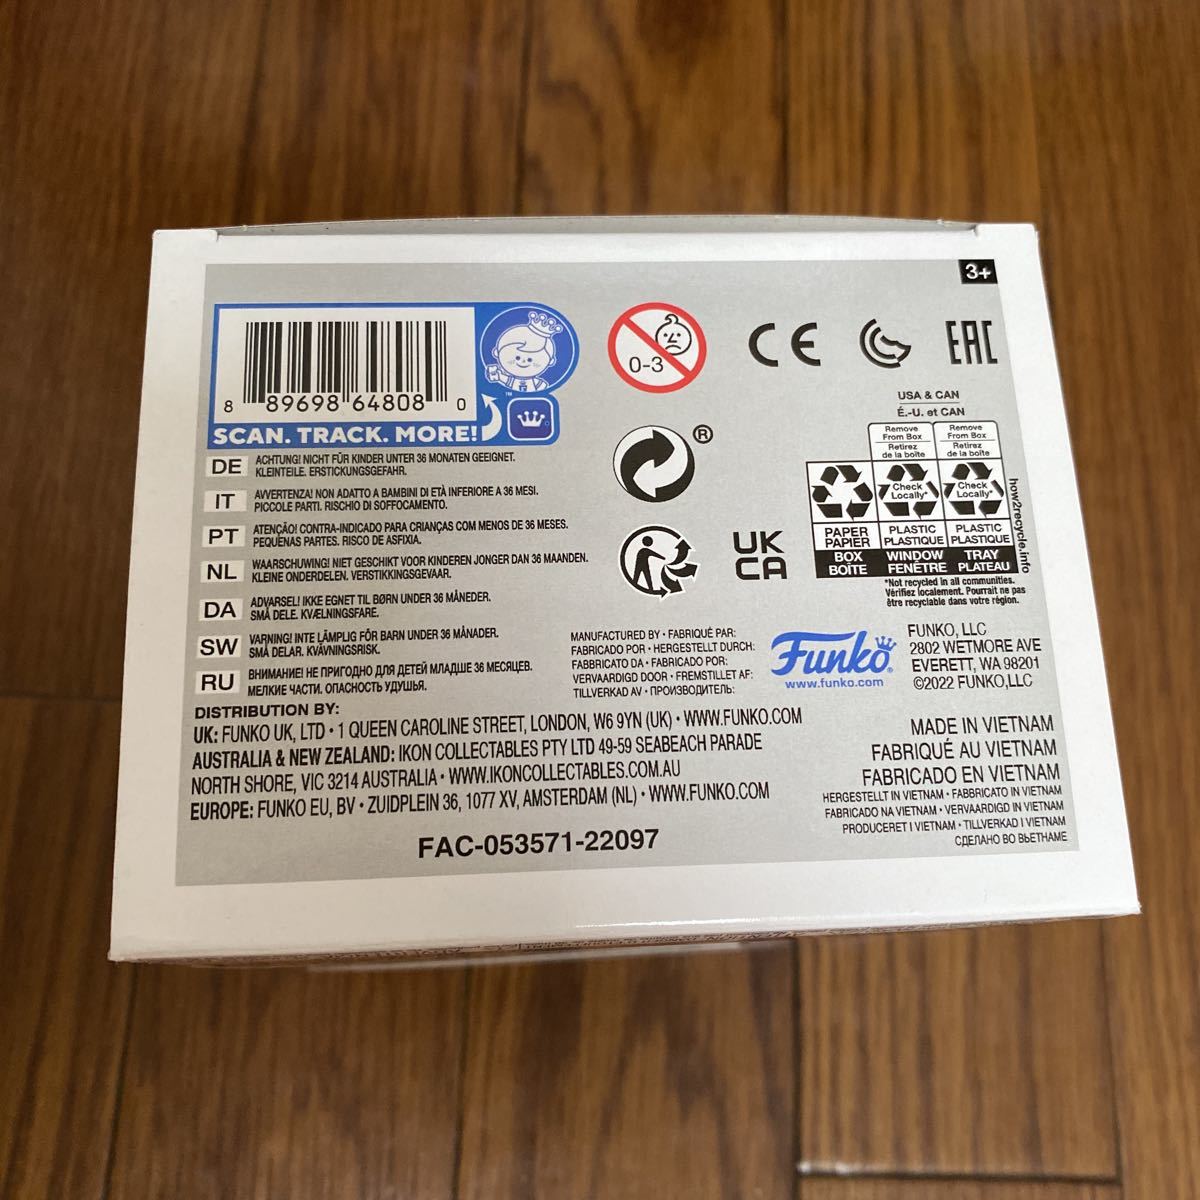 3+
8 89698 64808 0
SCAN. TRACK. MORE!
™
0-3
CE
EAC
USA & CAN
É.-U. et CAN
Remove From Box
Retirez de la boîte
Remove From Box
Retirez de la boîte
Check Locally*
Check Locally*
PAPER
PAPIER
BOX
BOÎTE
PLASTIC
PLASTIQUE
WINDOW
FENÊTRE
PLASTIC
PLASTIQUE
TRAY
PLATEAU
how2recycle.info
*Not recycled in all communities.
Vérifiez localement. Pourrait ne pas
être recyclable dans votre région.
®
UK
CA
DE ACHTUNG! NICHT FÜR KINDER UNTER 36 MONATEN GEEIGNET.
KLEINTEILE. ERSTICKUNGSGEFAHR.
IT AVVERTENZA! NON ADATTO A BAMBINI DI ETÀ INFERIORE A 36 MESI.
PICCOLE PARTI. RISCHIO DI SOFFOCAMENTO.
PT ATENÇÃO! CONTRA-INDICADO PARA CRIANÇAS COM MENOS DE 36 MESES.
PEQUENAS PARTES. RISCO DE ASFIXIA.
NL WAARSCHUWING! NIET GESCHIKT VOOR KINDEREN JONGER DAN 36 MAANDEN.
KLEINE ONDERDELEN. VERSTIKKINGSGEVAAR.
DA ADVARSEL! IKKE EGNET TIL BØRN UNDER 36 MÅNEDER.
SMÅ DELE. KVÆLNINGSFARE.
SW VARNING! INTE LÄMPLIG FÖR BARN UNDER 36 MÅNADER.
SMÅ DELAR. KVÄVNINGSRISK.
RU ВНИМАНИЕ! НЕ ПРИГОДНО ДЛЯ ДЕТЕЙ МЛАДШЕ 36 МЕСЯЦЕВ.
МЕЛКИЕ ЧАСТИ. ОПАСНОСТЬ УДУШЬЯ.
MANUFACTURED BY • FABRIQUÉ PAR:
FABRICADO POR • HERGESTELLT DURCH:
FABBRICATO DA • FABRICADO POR:
VERVAARDIGD DOOR • FREMSTILLET AF:
TILLVERKAD AV • ПРОИЗВОДИТЕЛЬ:
Funko®
www.funko.com
FUNKO, LLC
2802 WETMORE AVE
EVERETT, WA 98201
©2022 FUNKO,LLC
DISTRIBUTION BY:
UK: FUNKO UK, LTD • 1 QUEEN CAROLINE STREET, LONDON, W6 9YN (UK) • WWW.FUNKO.COM
AUSTRALIA & NEW ZEALAND: IKON COLLECTABLES PTY LTD 49-59 SEABEACH PARADE
NORTH SHORE, VIC 3214 AUSTRALIA • WWW.IKONCOLLECTABLES.COM.AU
EUROPE: FUNKO EU, BV • ZUIDPLEIN 36, 1077 XV, AMSTERDAM (NL) • WWW.FUNKO.COM
MADE IN VIETNAM
FABRIQUÉ AU VIETNAM
FABRICADO EN VIETNAM
HERGESTELLT IN VIETNAM • FABBRICATO IN VIETNAM
FABRICADO NA VIETNAM • VERVAARDIGD IN VIETNAM
PRODUCERET I VIETNAM • TILLVERKAD I VIETNAM
СДЕЛАНО ВО ВЬЕТНАМЕ
FAC-053571-22097